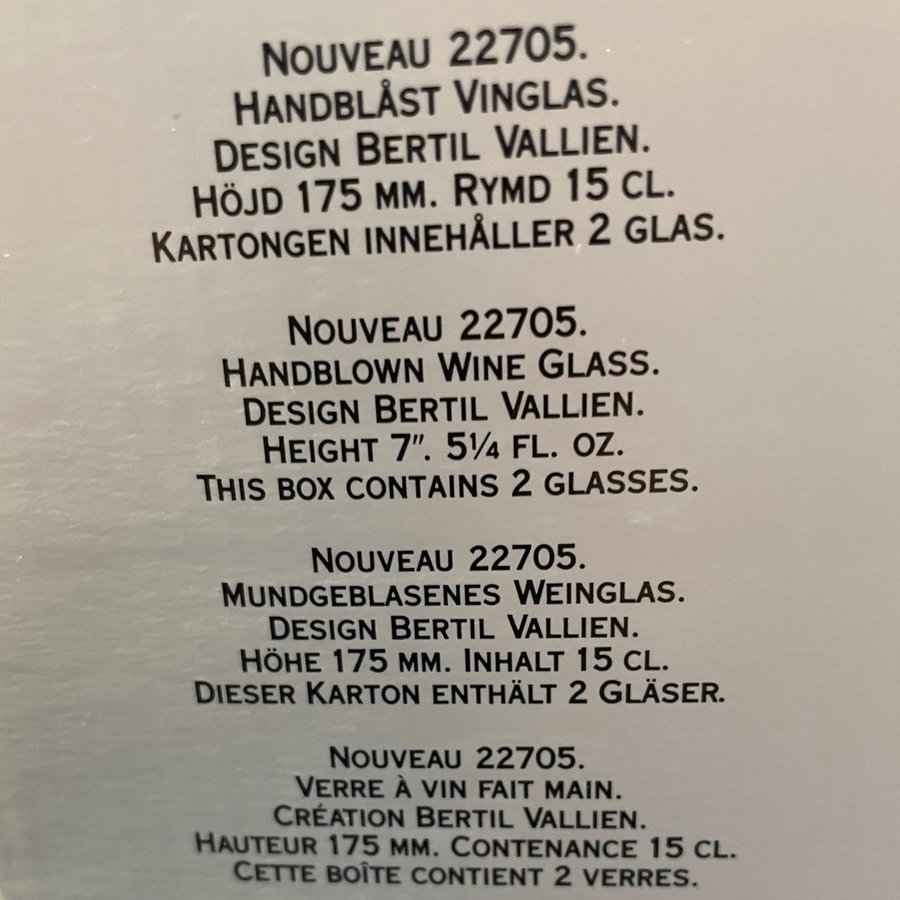 NOUVEAU 22705.
HANDBLÅST VINGLAS.
DESIGN BERTIL VALLIEN.
HÖJD 175 MM. RYMD 15 CL.
KARTONGEN INNEHÅLLER 2 GLAS.
NOUVEAU 22705.
HANDBLOWN WINE GLASS.
DESIGN BERTIL VALLIEN.
HEIGHT 7". 5¼ FL. OZ.
THIS BOX CONTAINS 2 GLASSES.
NOUVEAU 22705.
MUNDGEBLASENES WEINGLAS.
DESIGN BERTIL VALLIEN.
HÖHE 175 MM. INHALT 15 CL.
DIESER KARTON ENTHÄLT 2 GLÄSER.
NOUVEAU 22705.
VERRE À VIN FAIT MAIN.
CRÉATION BERTIL VALLIEN.
HAUTEUR 175 MM. CONTENANCE 15 CL.
CETTE BOÎTE CONTIENT 2 VERRES.